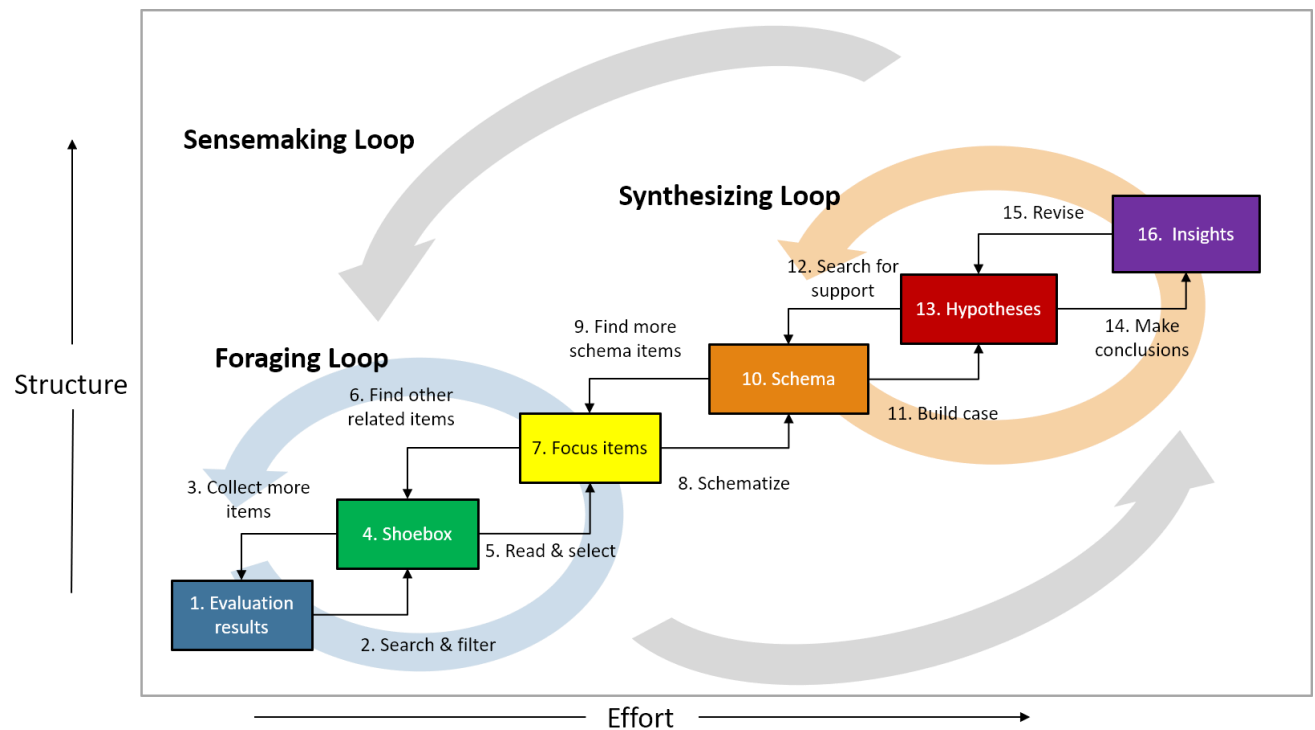 Sensemaking Loop
Synthesizing Loop
15. Revise
16.  Insights
12. Search for
support
13. Hypotheses
14. Make
conclusions
9. Find more
schema items
10. Schema
11. Build case
Foraging Loop
6. Find other
related items
7. Focus items
8. Schematize
3. Collect more
items
4. Shoebox
5. Read & select
1. Evaluation
results
2. Search & filter
Structure
Effort